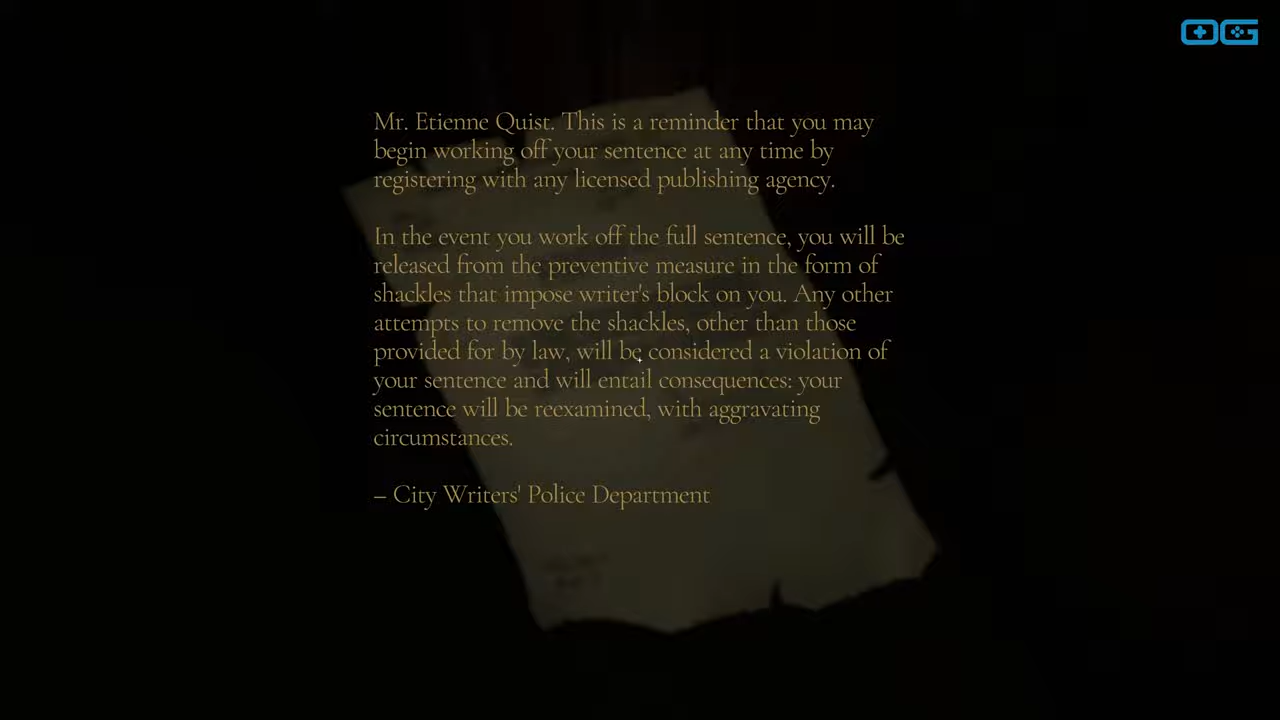 OG
Mr. Etienne Quist. This is a reminder that you may
begin working off your sentence at any time by
registering with any licensed publishing agency.
In the event you work off the full sentence, you will be
released from the preventive measure in the form of
shackles that impose writer's block on you. Any other
attempts to remove the shackles, other than those
provided for by law, will be considered a violation of
your sentence and will entail consequences: your
sentence will be reexamined, with aggravating
circumstances.
– City Writers' Police Department